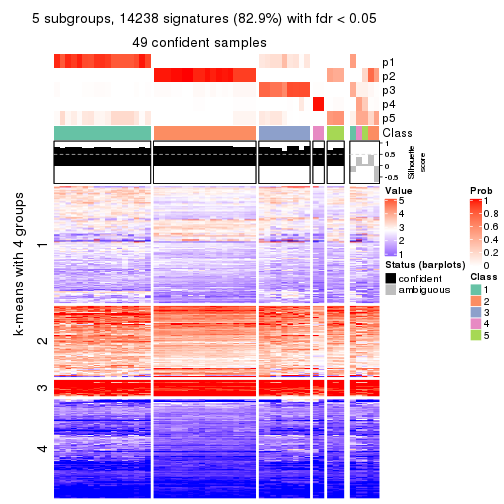 5 subgroups, 14238 signatures (82.9%) with fdr < 0.05
49 confident samples
p1
p2
p3
p4
p5
Class
1
0.5
0
-0.5
Silhouette
score
k-means with 4 groups
1
2
3
4
Value
5
4
3
2
1
Status (barplots)
confident
ambiguous
Prob
1
0.8
0.6
0.4
0.2
0
Class
1
2
3
4
5